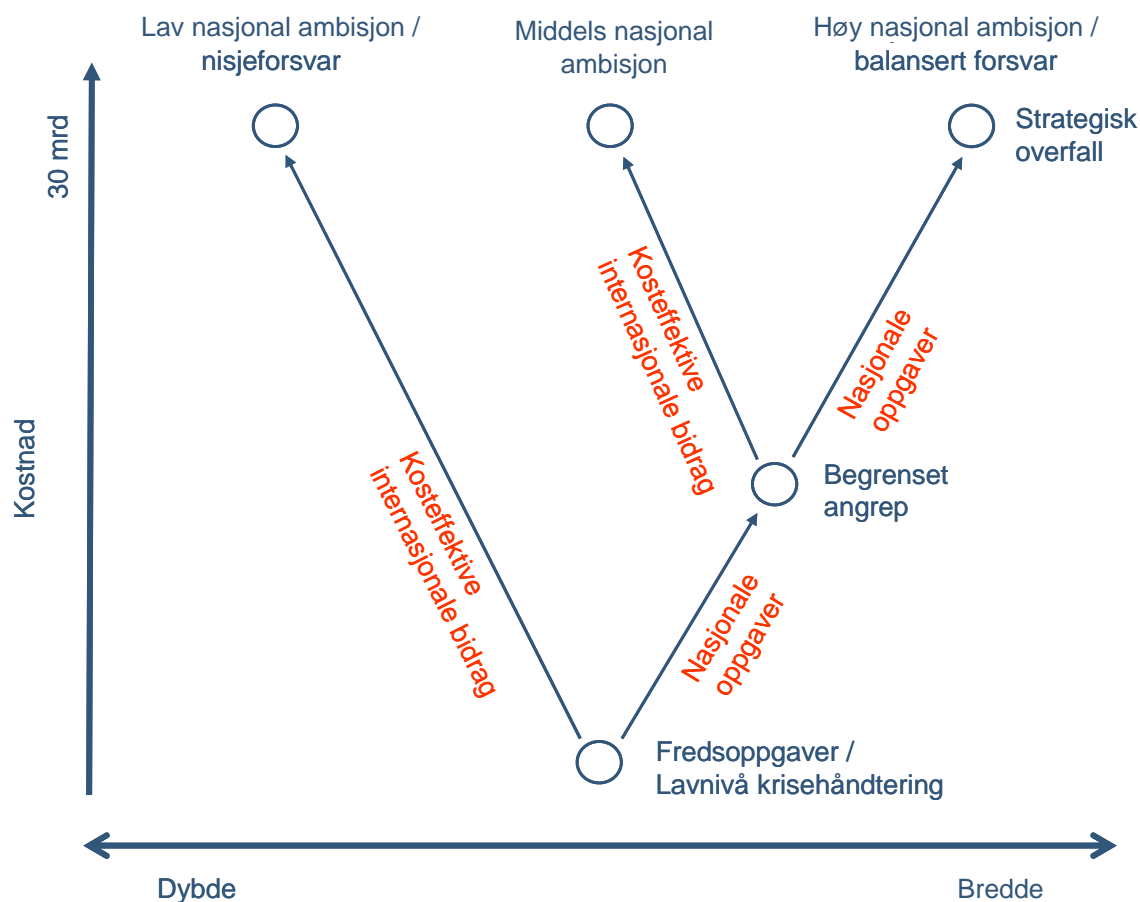 Lav nasjonal ambisjon /
nisjeforsvar
Middels nasjonal
ambisjon
Høy nasjonal ambisjon /
balansert forsvar
Strategisk
overfall
30 mrd
Kostnad
Kosteffektive
internasjonale bidrag
Nasjonale
oppgaver
Begrenset
angrep
Kosteffektive
internasjonale bidrag
Nasjonale
oppgaver
Fredsoppgaver /
Lavnivå krisehåndtering
Dybde
Bredde